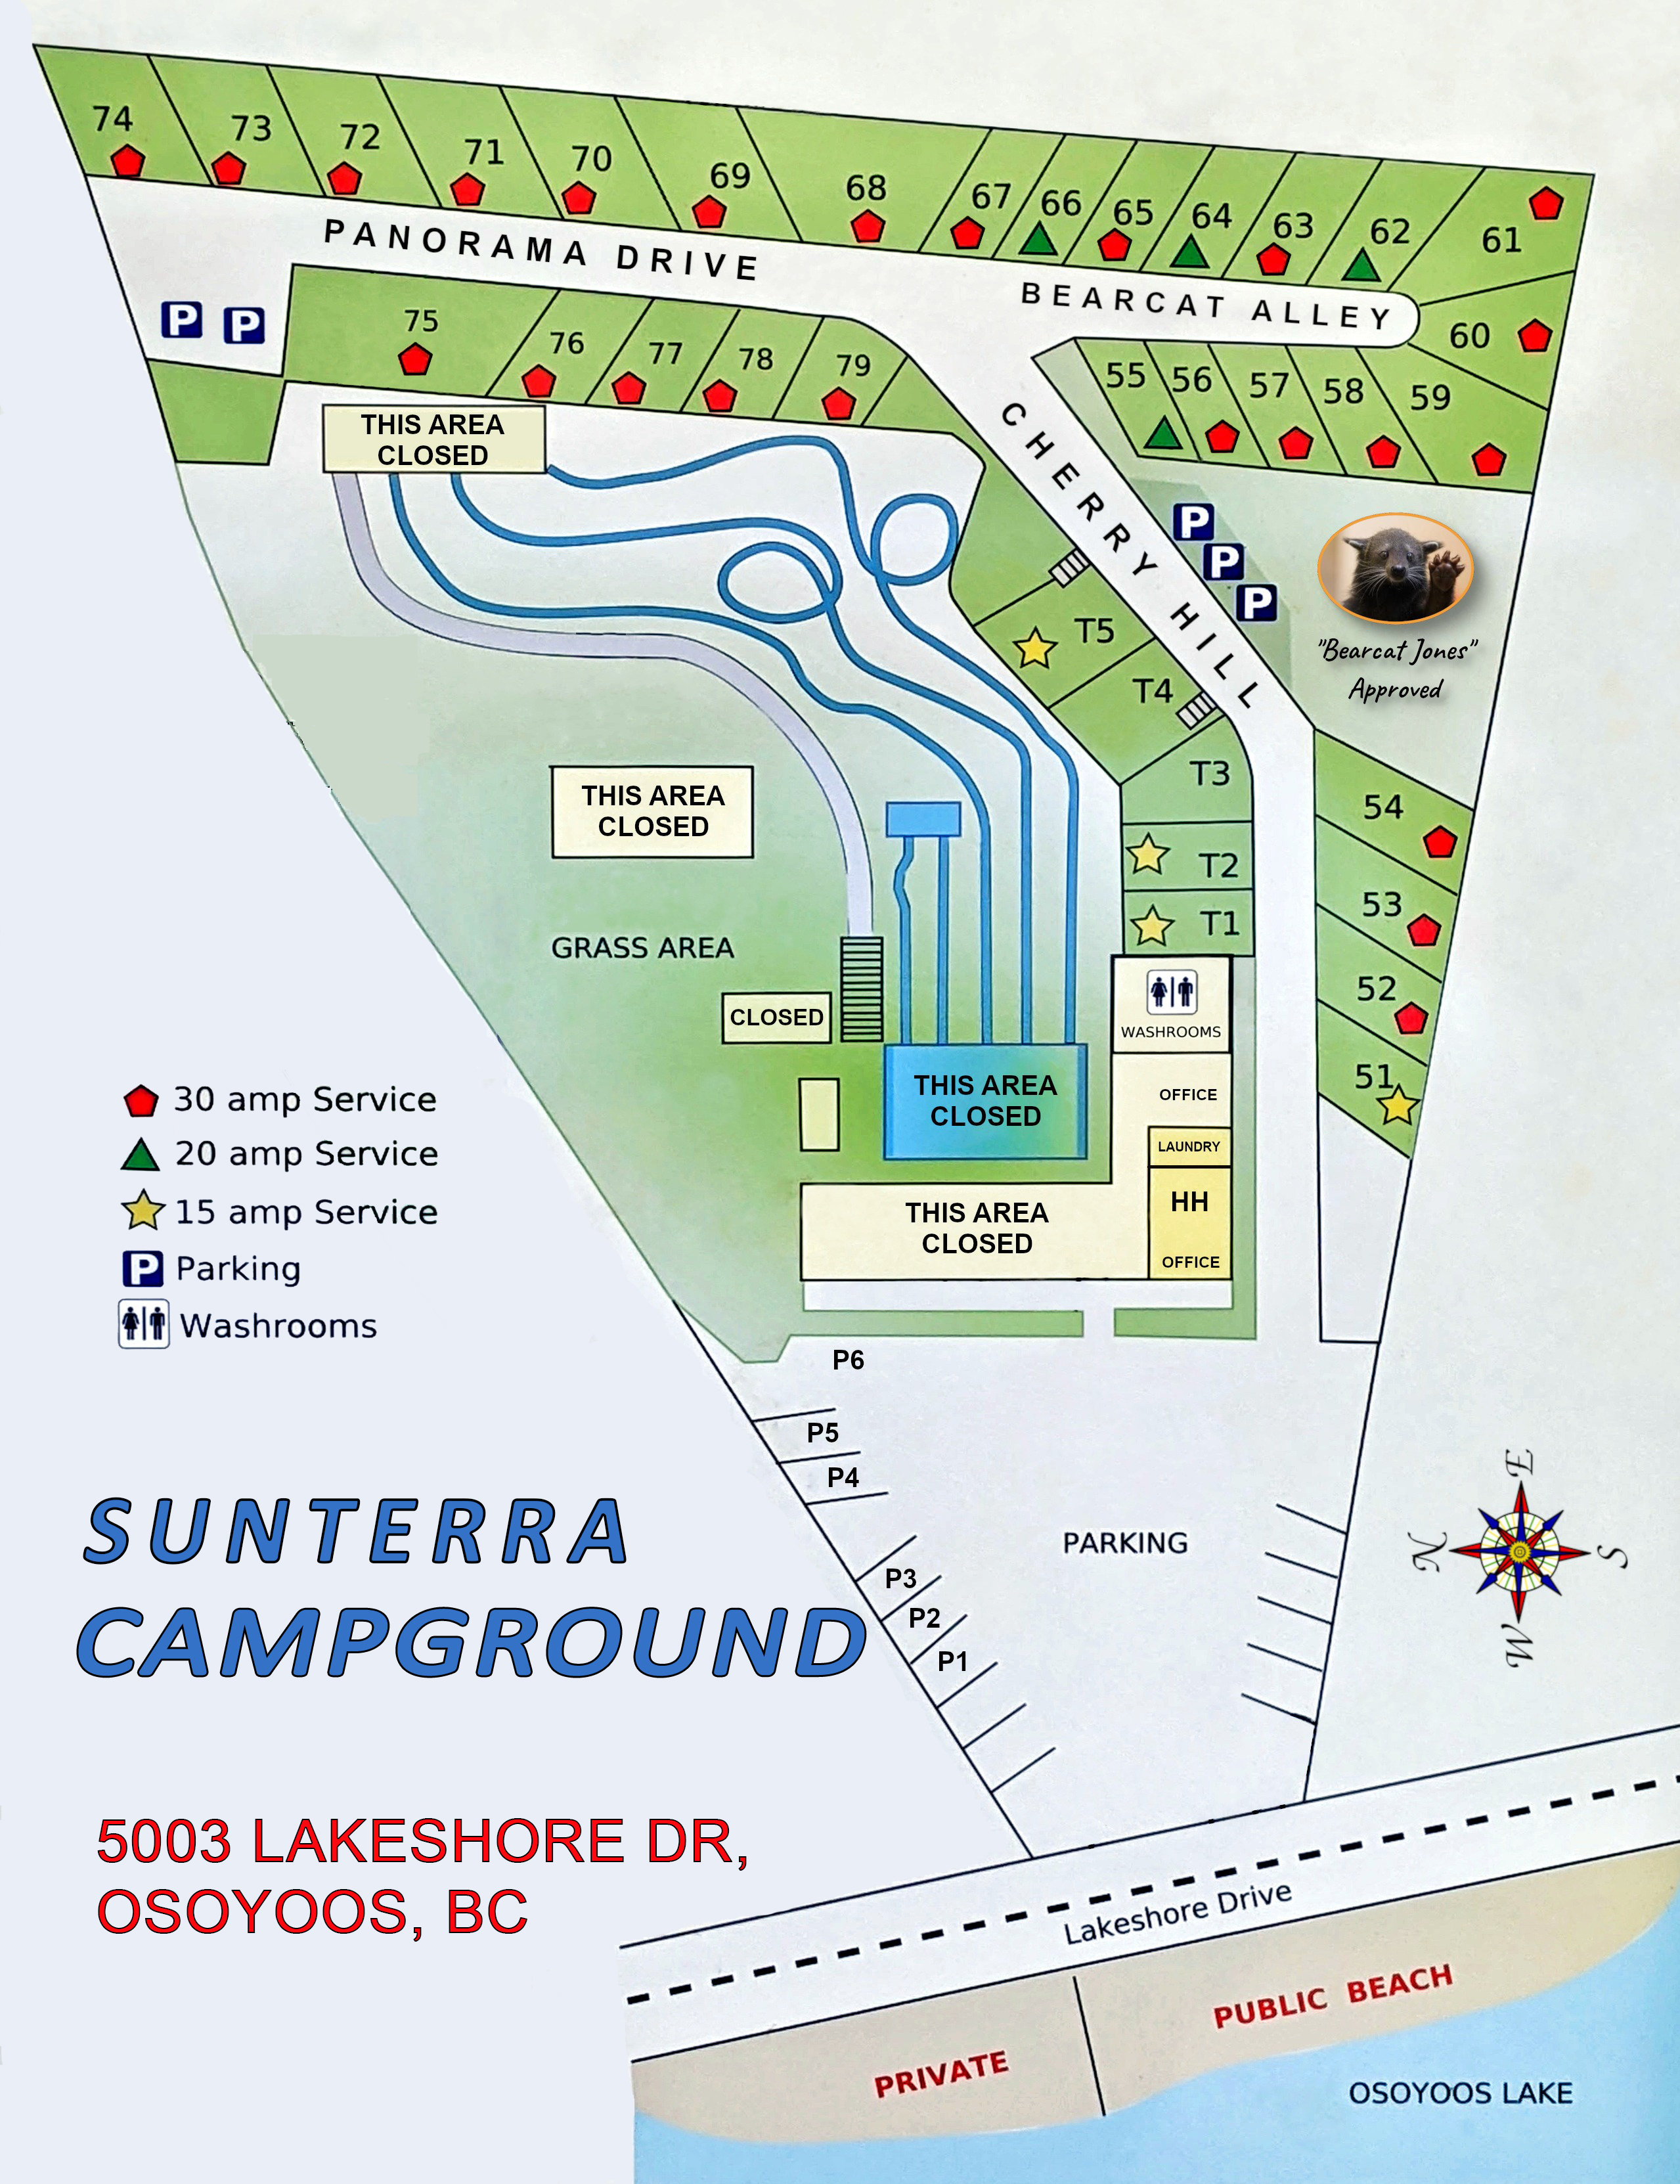 74
73
72
71
70
69
68
67
66
65
64
63
62
61
60
PANORAMA DRIVE
BEARCAT ALLEY
P P
75
76
77
78
79
55
56
57
58
59
THIS AREA
CLOSED
CHERRY HILL
P
P
P
"Bearcat Jones"
Approved
T5
T4
T3
T2
T1
54
53
52
51
THIS AREA
CLOSED
GRASS AREA
CLOSED
WASHROOMS
OFFICE
LAUNDRY
HH
OFFICE
THIS AREA
CLOSED
THIS AREA
CLOSED
30 amp Service
20 amp Service
15 amp Service
P Parking
Washrooms
P6
P5
P4
P3
P2
P1
PARKING
E
N
S
W
SUNTERRA
CAMPGROUND
5003 LAKESHORE DR,
OSOYOOS, BC
Lakeshore Drive
PRIVATE
PUBLIC BEACH
OSOYOOS LAKE